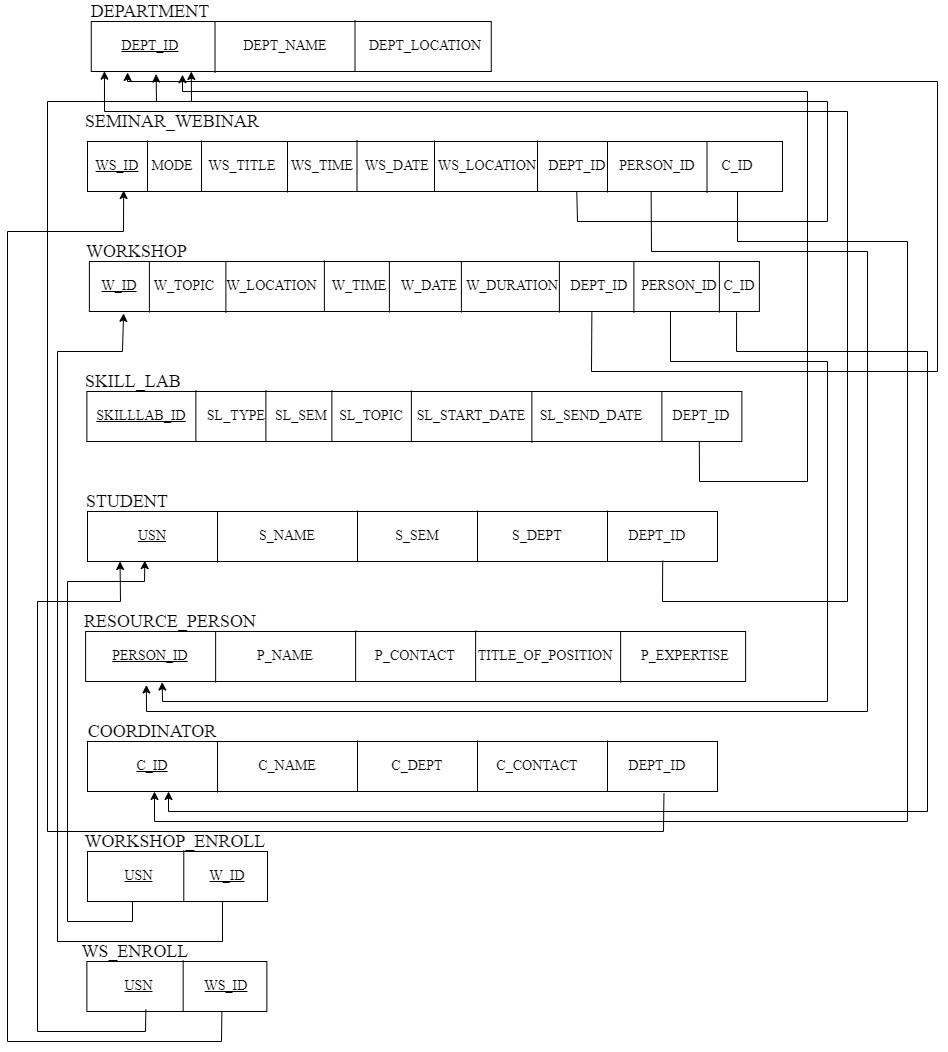 DEPARTMENT
DEPT_ID DEPT_NAME DEPT_LOCATION
SEMINAR_WEBINAR
WS_ID MODE WS_TITLE WS_TIME WS_DATE WS_LOCATION DEPT_ID PERSON_ID C_ID
WORKSHOP
W_ID W_TOPIC W_LOCATION W_TIME W_DATE W_DURATION DEPT_ID PERSON_ID C_ID
SKILL_LAB
SKILLLAB_ID SL_TYPE SL_SEM SL_TOPIC SL_START_DATE SL_SEND_DATE DEPT_ID
STUDENT
USN S_NAME S_SEM S_DEPT DEPT_ID
RESOURCE_PERSON
PERSON_ID P_NAME P_CONTACT TITLE_OF_POSITION P_EXPERTISE
COORDINATOR
C_ID C_NAME C_DEPT C_CONTACT DEPT_ID
WORKSHOP_ENROLL
USN W_ID
WS_ENROLL
USN WS_ID